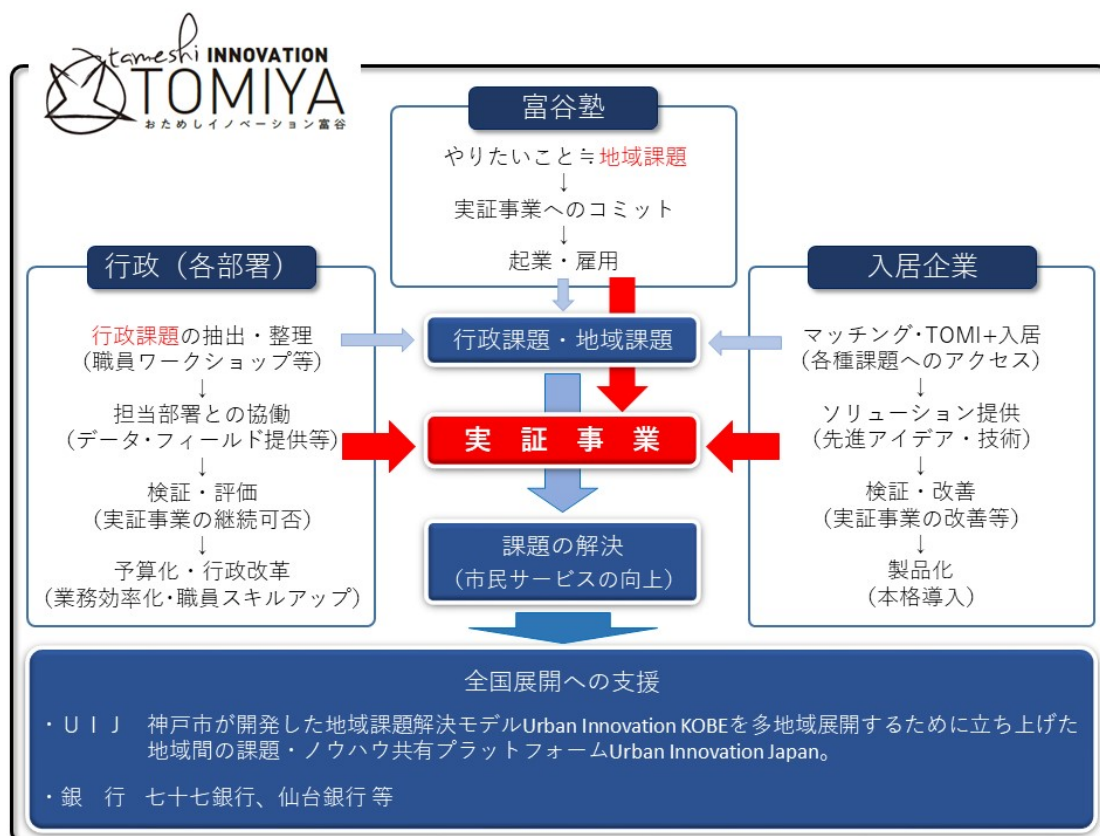 tameshi INNOVATION
TOMIYA
おためしイノベーション富谷
富谷塾
やりたいこと≒地域課題
↓
実証事業へのコミット
↓
起業・雇用
行政（各部署）
行政課題の抽出・整理
(職員ワークショップ等)
↓
担当部署との協働
(データ・フィールド提供等)
↓
検証・評価
(実証事業の継続可否)
↓
予算化・行政改革
(業務効率化・職員スキルアップ)
行政課題・地域課題
実 証 事 業
課題の解決
(市民サービスの向上)
入居企業
マッチング・TOMI+入居
(各種課題へのアクセス)
↓
ソリューション提供
(先進アイデア・技術)
↓
検証・改善
(実証事業の改善等)
↓
製品化
(本格導入)
全国展開への支援
・ＵＩＪ 神戸市が開発した地域課題解決モデルUrban Innovation KOBEを多地域展開するために立ち上げた
地域間の課題・ノウハウ共有プラットフォームUrban Innovation Japan。
・銀 行 七十七銀行、仙台銀行 等